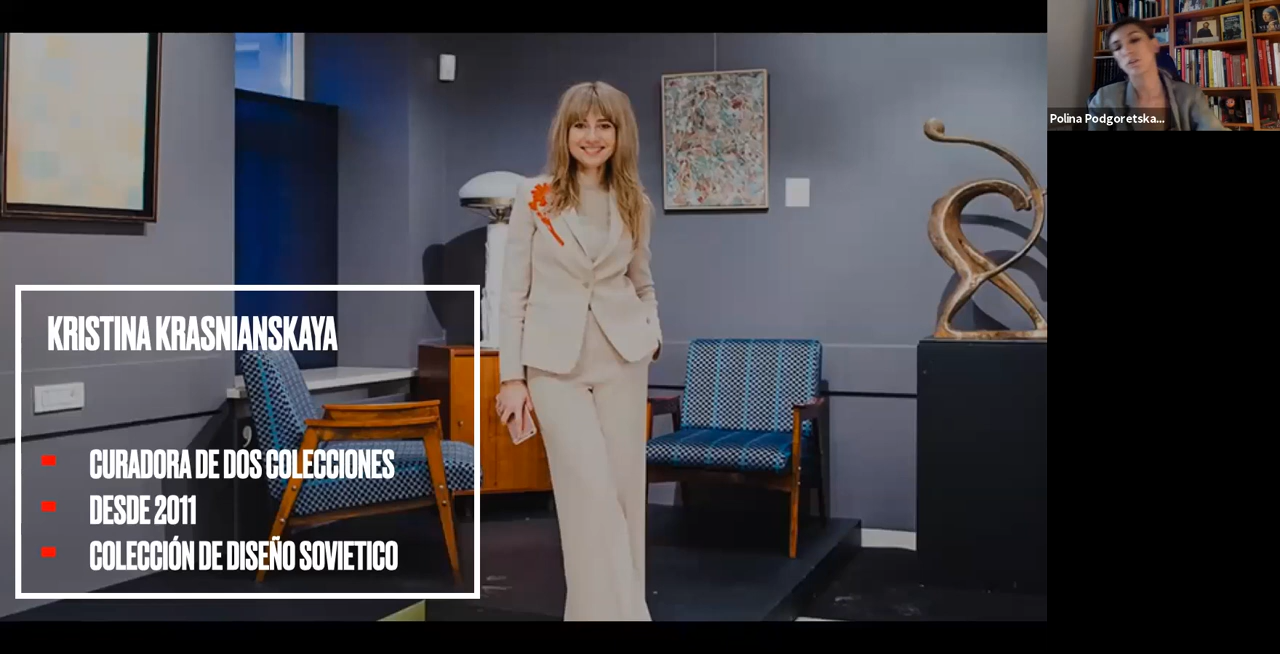 KRISTINA KRASNIANSKAYA
CURADORA DE DOS COLECCIONES
DESDE 2011
COLECCIÓN DE DISEÑO SOVIETICO
Polina Podgoretska...